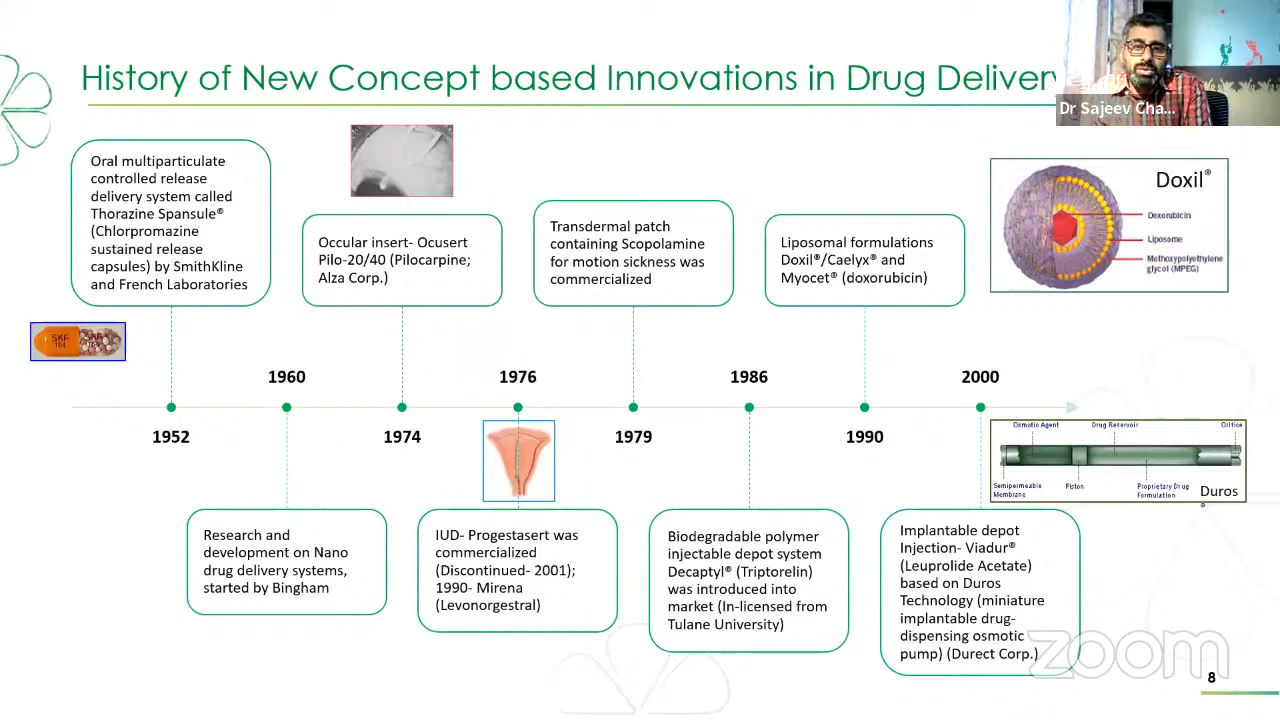 History of New Concept based Innovations in Drug Delivery
Dr Sajeev Cha...
Oral multiparticulate
controlled release
delivery system called
Thorazine Spansule®
(Chlorpromazine
sustained release
capsules) by SmithKline
and French Laboratories
Occular insert- Ocusert
Pilo-20/40 (Pilocarpine;
Alza Corp.)
Transdermal patch
containing Scopolamine
for motion sickness was
commercialized
Liposomal formulations
Doxil®/Caelyx® and
Myocet® (doxorubicin)
Doxil®
Doxorubicin
Liposome
Methoxypolyethylene
glycol (MPEG)
SKF
SKF
1960
1976
1986
2000
1952
1974
1979
1990
Osmotic Agent
Drug Reservoir
Orifice
Semipermeable
Membrane
Piston
Proprietary Drug
Formulation
Duros
®
Research and
development on Nano
drug delivery systems,
started by Bingham
IUD- Progestasert was
commercialized
(Discontinued- 2001);
1990- Mirena
(Levonorgestral)
Biodegradable polymer
injectable depot system
Decaptyl® (Triptorelin)
was introduced into
market (In-licensed from
Tulane University)
Implantable depot
Injection- Viadur®
(Leuprolide Acetate)
based on Duros
Technology (miniature
implantable drug-
dispensing osmotic
pump) (Durect Corp.)
zoom
8